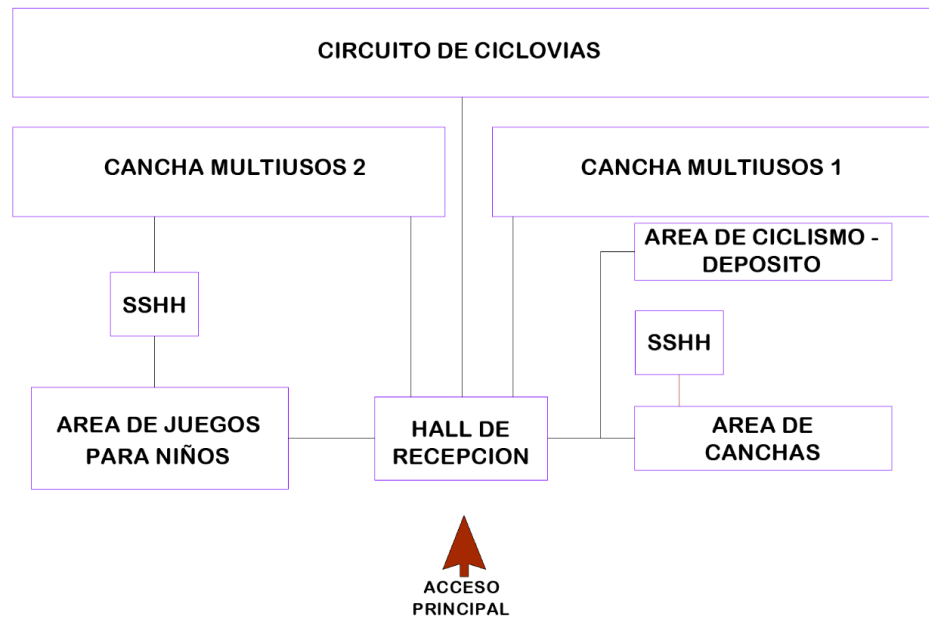 CIRCUITO DE CICLOVIAS
CANCHA MULTIUSOS 2
CANCHA MULTIUSOS 1
AREA DE CICLISMO -
DEPOSITO
SSHH
SSHH
AREA DE JUEGOS
PARA NIÑOS
HALL DE
RECEPCION
AREA DE
CANCHAS
ACCESO
PRINCIPAL